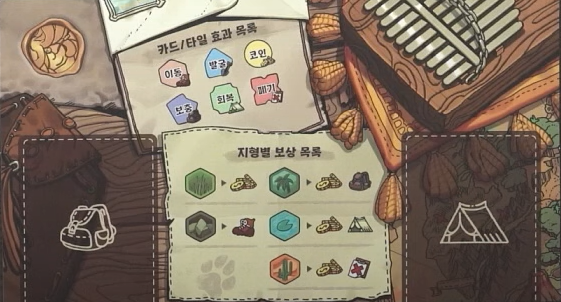 카드/타일 효과 목록
이동
발굴
코인
보충
회복
폐기
지형별 보상 목록